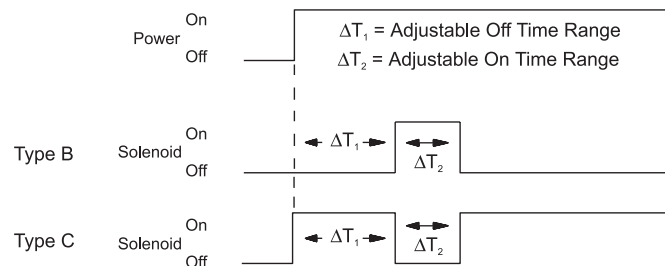 On
Power
Off
ΔT₁ = Adjustable Off Time Range
ΔT₂ = Adjustable On Time Range
On
Type B Solenoid
Off
ΔT₁
ΔT₂
On
Type C Solenoid
Off
ΔT₁
ΔT₂